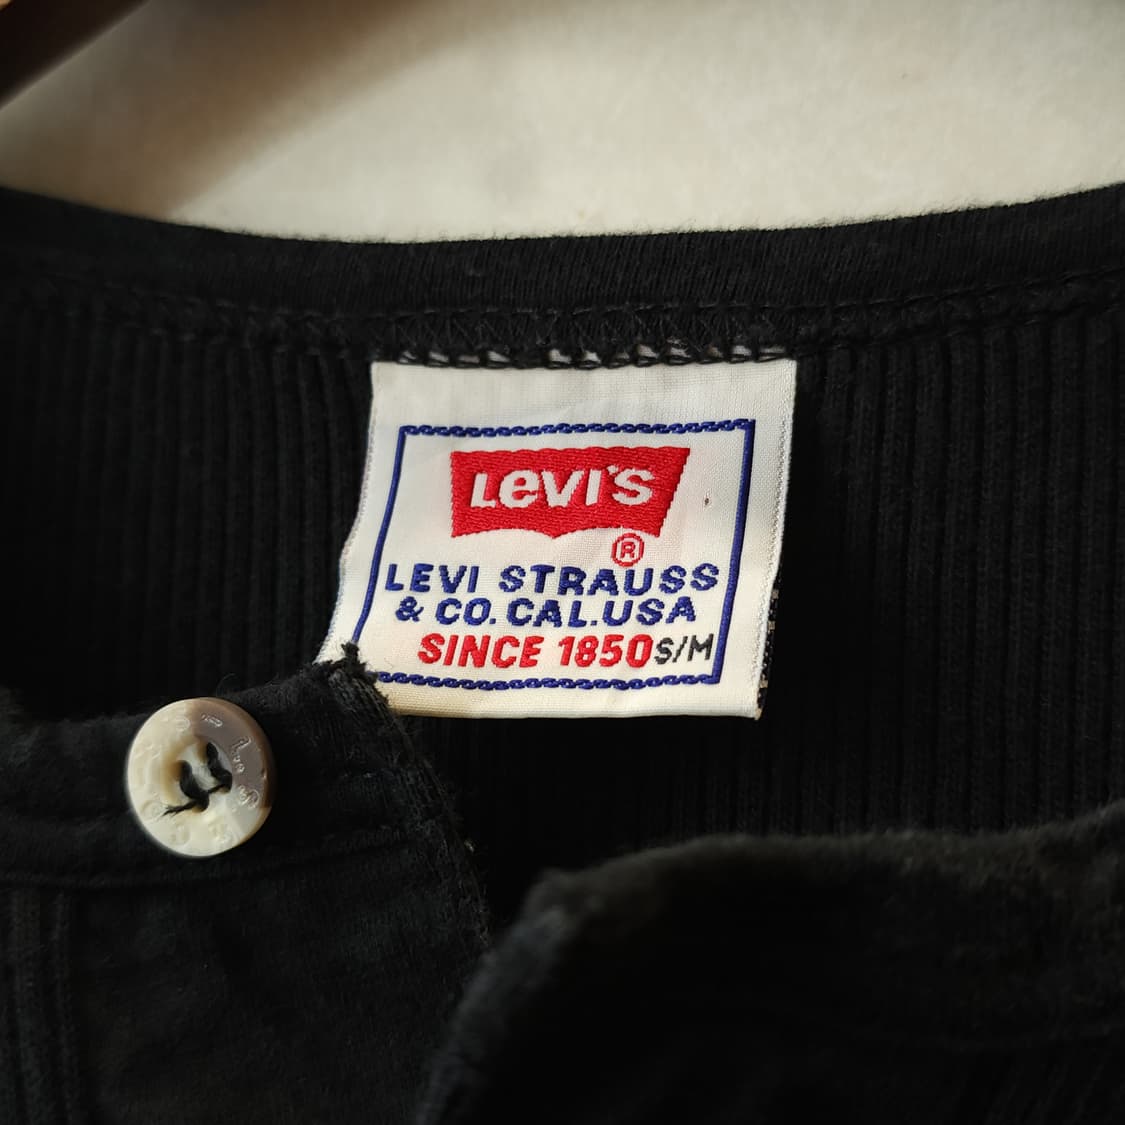 LEVI'S
®
LEVI STRAUSS
& CO. CAL.USA
SINCE 1850 S/M